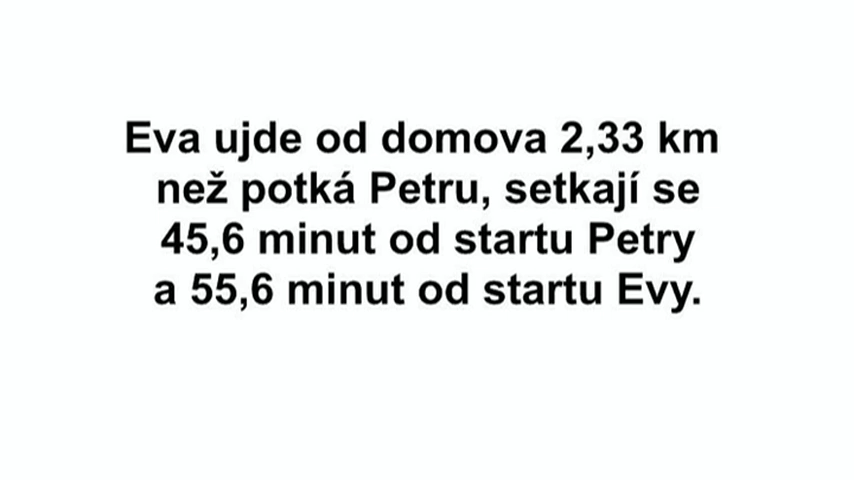 Eva ujde od domova 2,33 km
než potká Petru, setkají se
45,6 minut od startu Petry
a 55,6 minut od startu Evy.